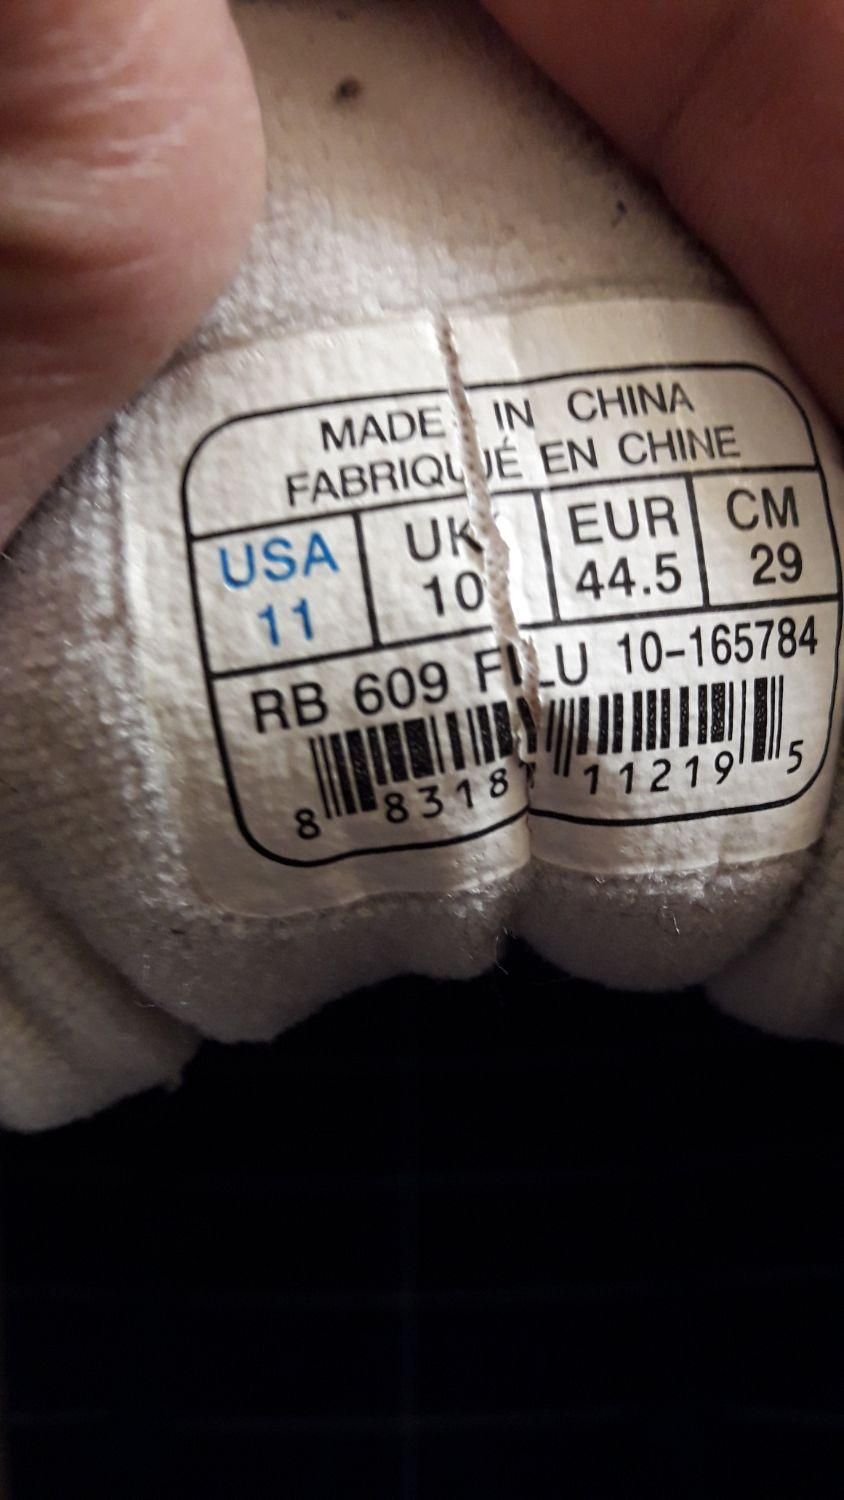 MADE IN CHINA
FABRIQUÉ EN CHINE
USA UK EUR CM
11 10 44.5 29
RB 609 10-165784
8 8318 11219 5